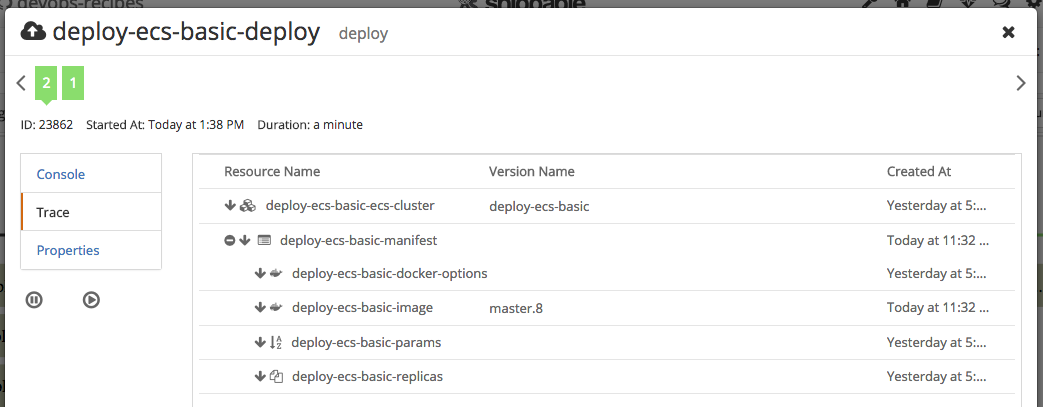 devops-recipes
deploy-ecs-basic-deploy deploy
2 1
ID: 23862 Started At: Today at 1:38 PM Duration: a minute
Console
Trace
Properties
Resource Name Version Name Created At
deploy-ecs-basic-ecs-cluster deploy-ecs-basic Yesterday at 5:...
deploy-ecs-basic-manifest Today at 11:32 ...
deploy-ecs-basic-docker-options Yesterday at 5:...
deploy-ecs-basic-image master.8 Today at 11:32 ...
deploy-ecs-basic-params Yesterday at 5:...
deploy-ecs-basic-replicas Yesterday at 5:...